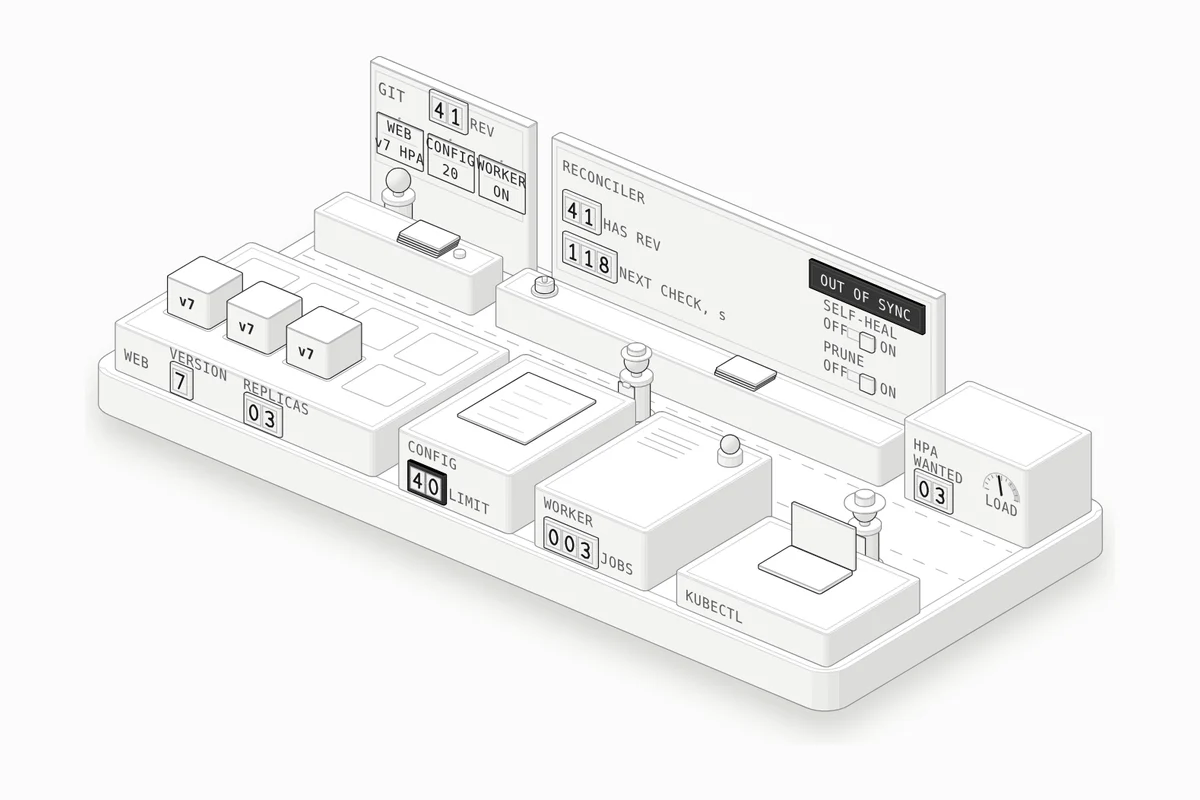 GIT
41 REV
WEB
v7 HPA
CONFIG
20
WORKER
ON
RECONCILER
41 HAS REV
118 NEXT CHECK, s
OUT OF SYNC
SELF-HEAL
OFF ON
PRUNE
OFF ON
v7
v7
v7
WEB
VERSION
7
REPLICAS
03
CONFIG
40 LIMIT
WORKER
003 JOBS
KUBECTL
HPA
WANTED
03
LOAD